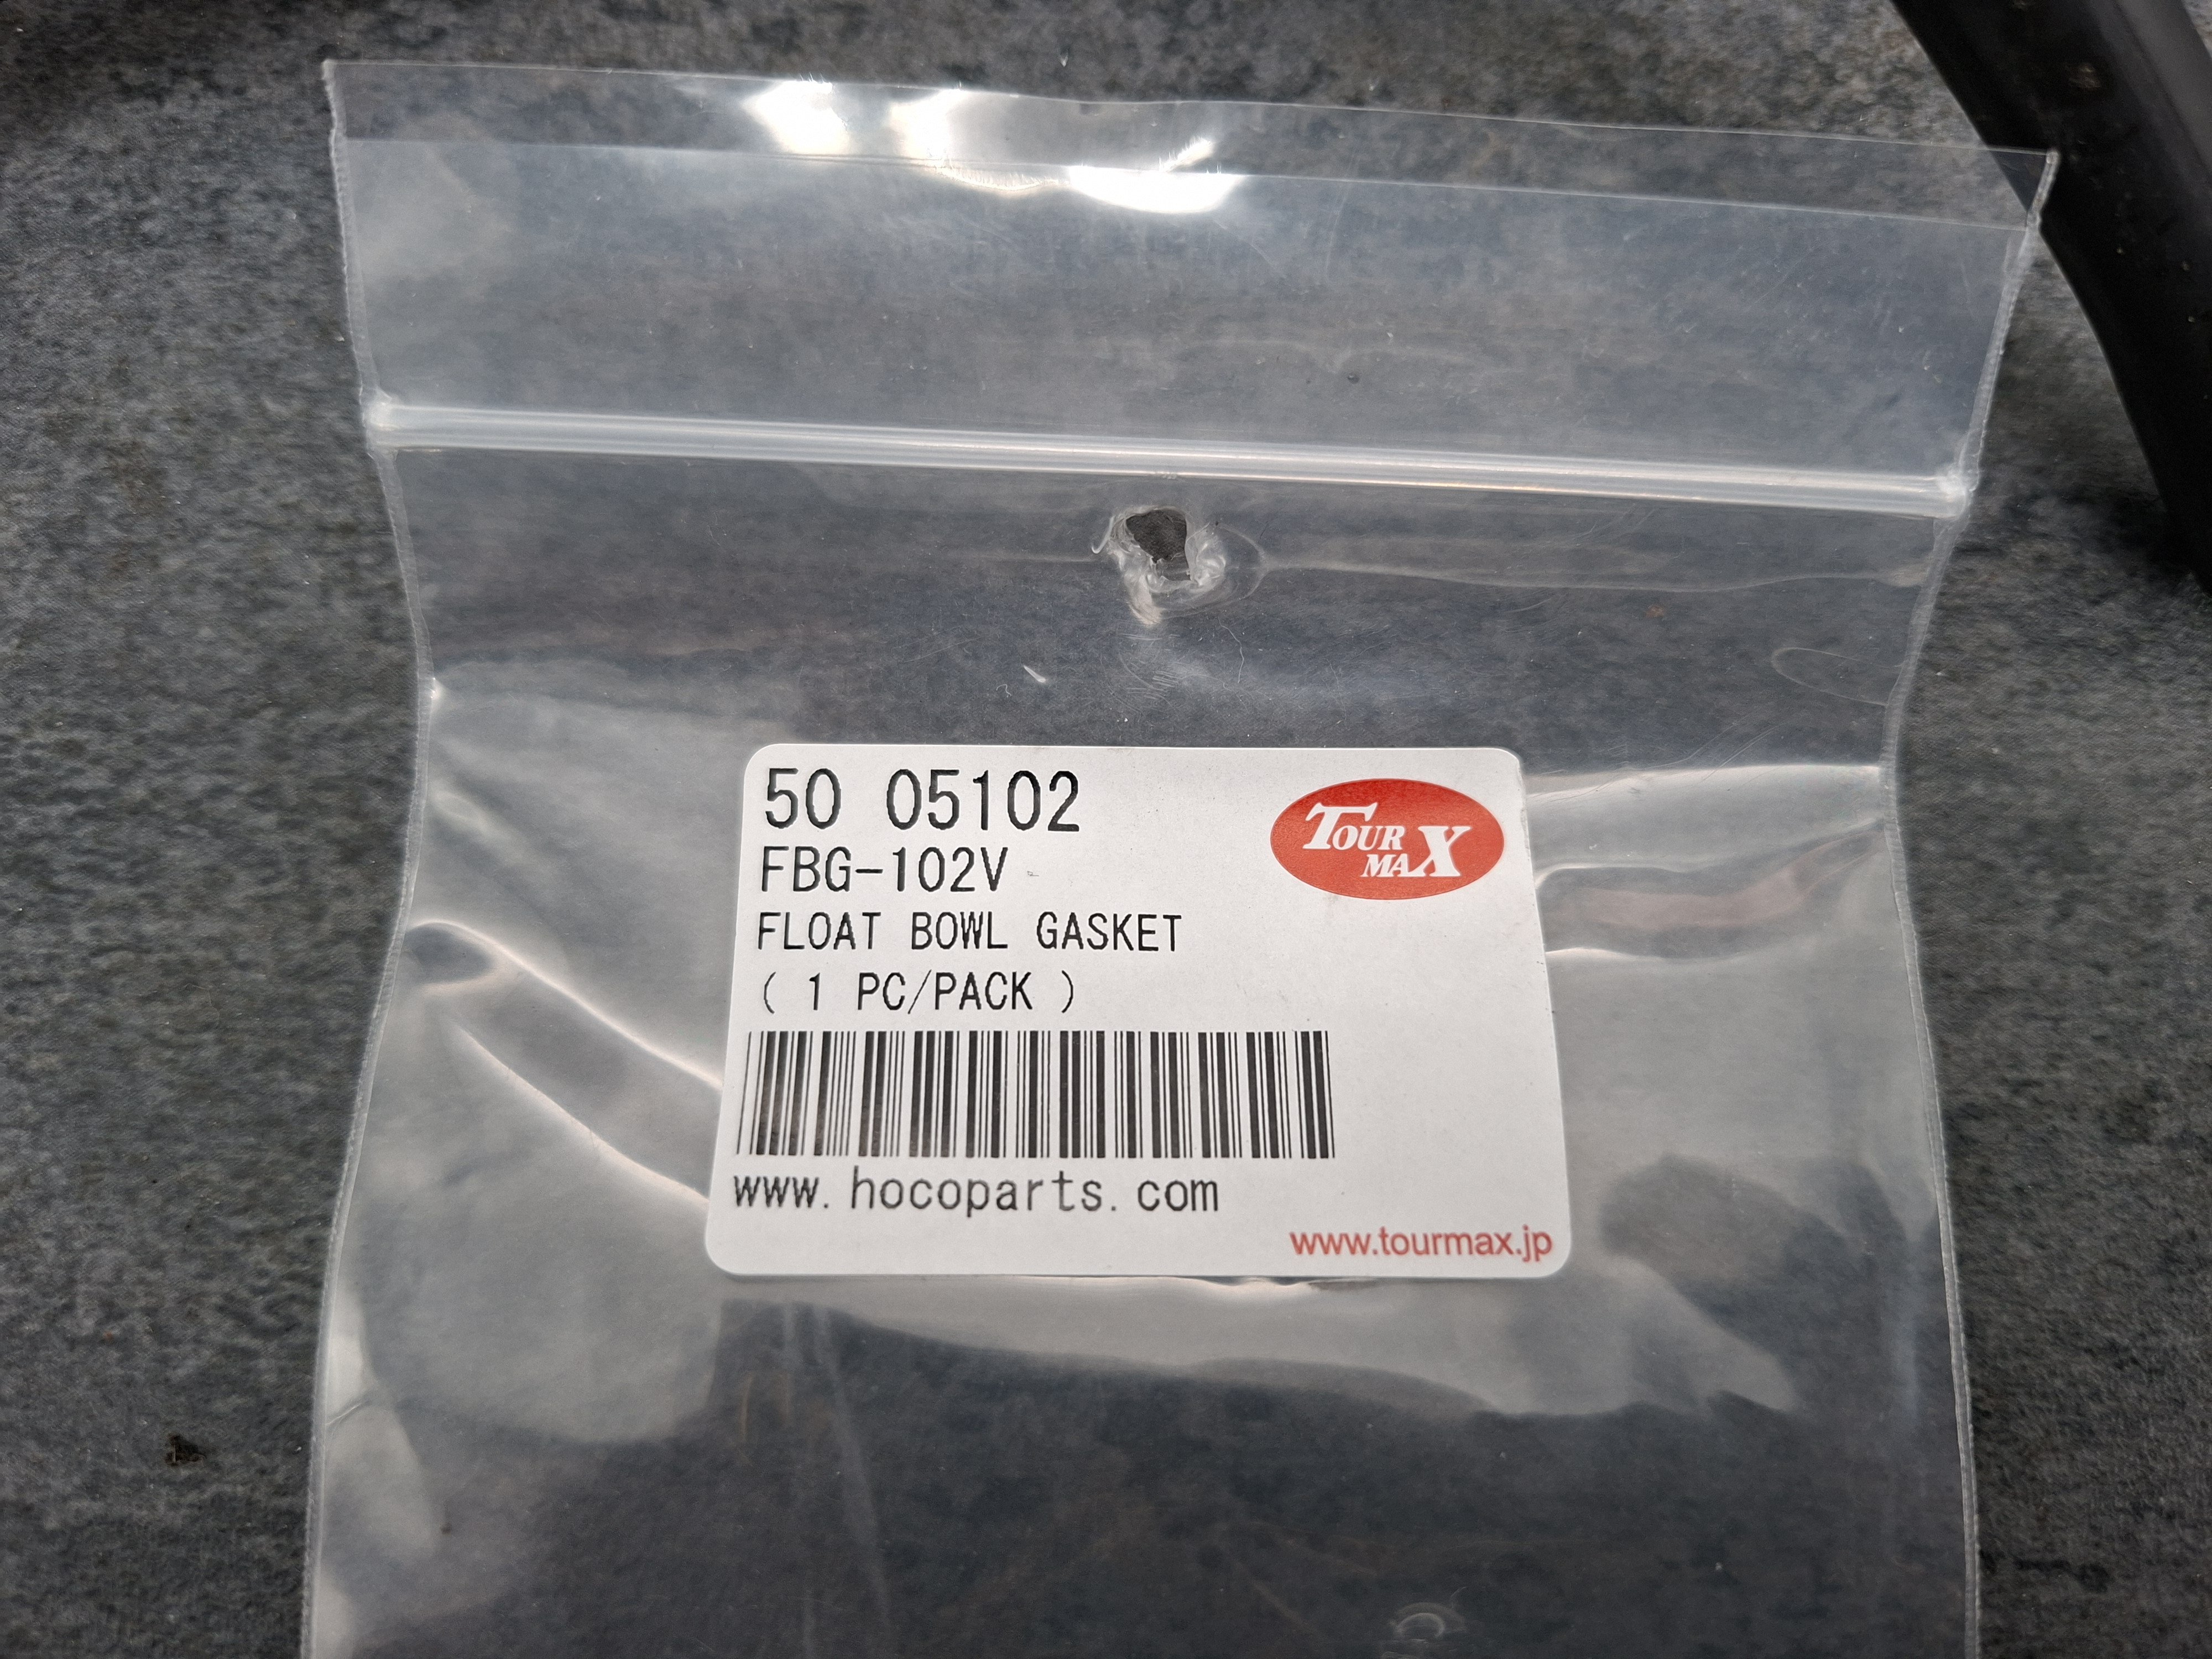 50 05102
TOUR
MAX
FBG-102V
FLOAT BOWL GASKET
( 1 PC/PACK )
www.hocoparts.com
www.tourmax.jp